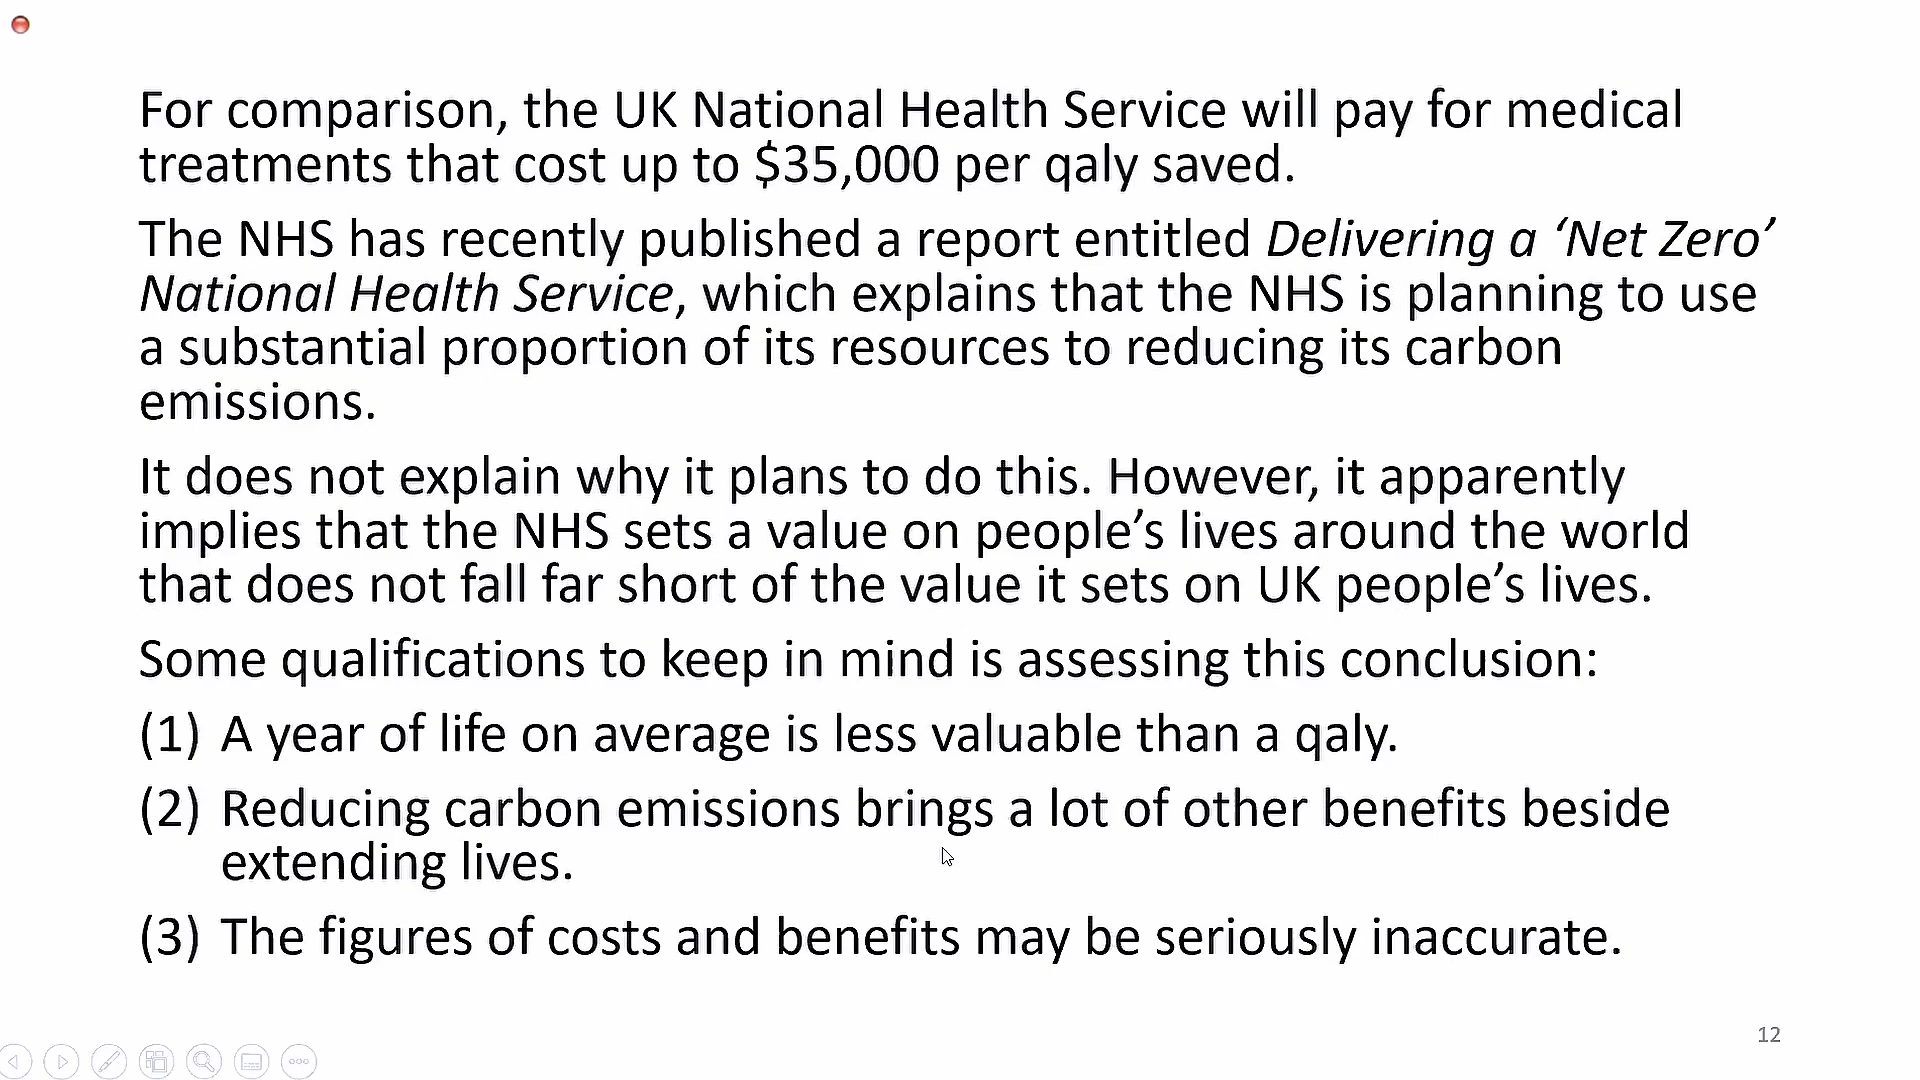 For comparison, the UK National Health Service will pay for medical
treatments that cost up to $35,000 per qaly saved.
The NHS has recently published a report entitled Delivering a ‘Net Zero’
National Health Service, which explains that the NHS is planning to use
a substantial proportion of its resources to reducing its carbon
emissions.
It does not explain why it plans to do this. However, it apparently
implies that the NHS sets a value on people’s lives around the world
that does not fall far short of the value it sets on UK people’s lives.
Some qualifications to keep in mind is assessing this conclusion:
(1) A year of life on average is less valuable than a qaly.
(2) Reducing carbon emissions brings a lot of other benefits beside
extending lives.
(3) The figures of costs and benefits may be seriously inaccurate.
12